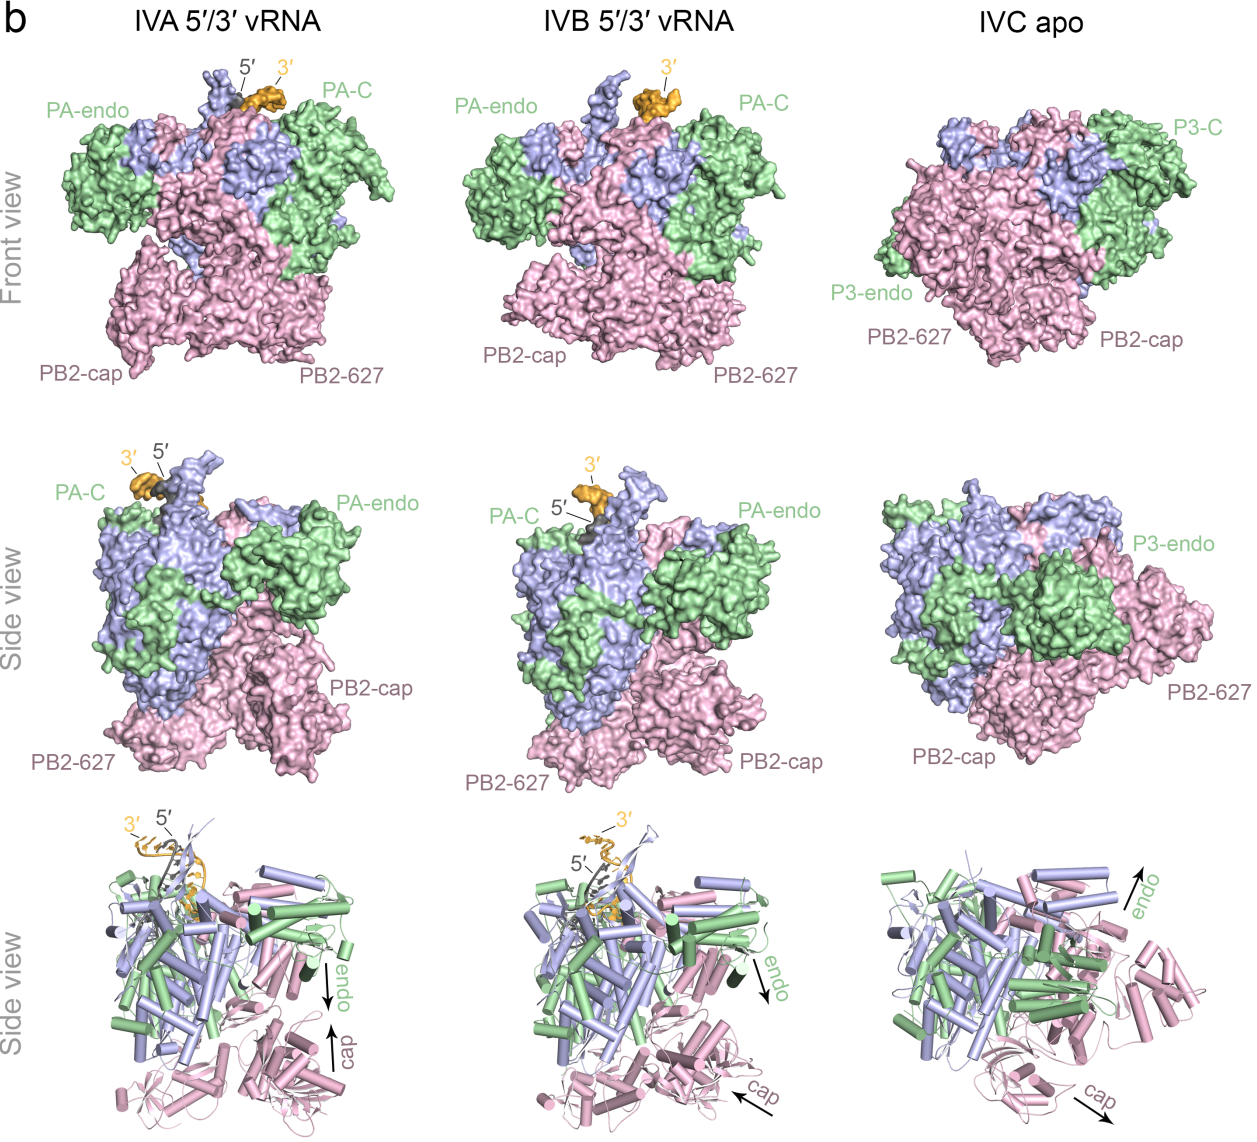 b
IVA 5′/3′ vRNA
IVB 5′/3′ vRNA
IVC apo
Front view
5′
3′
PA-endo
PA-C
PB2-cap
PB2-627
3′
PA-endo
PA-C
PB2-cap
PB2-627
P3-C
P3-endo
PB2-627
PB2-cap
Side view
3′
5′
PA-C
PA-endo
PB2-cap
PB2-627
3′
5′
PA-C
PA-endo
PB2-cap
PB2-627
P3-endo
PB2-627
PB2-cap
Side view
3′
5′
endo
cap
3′
5′
endo
cap
endo
cap